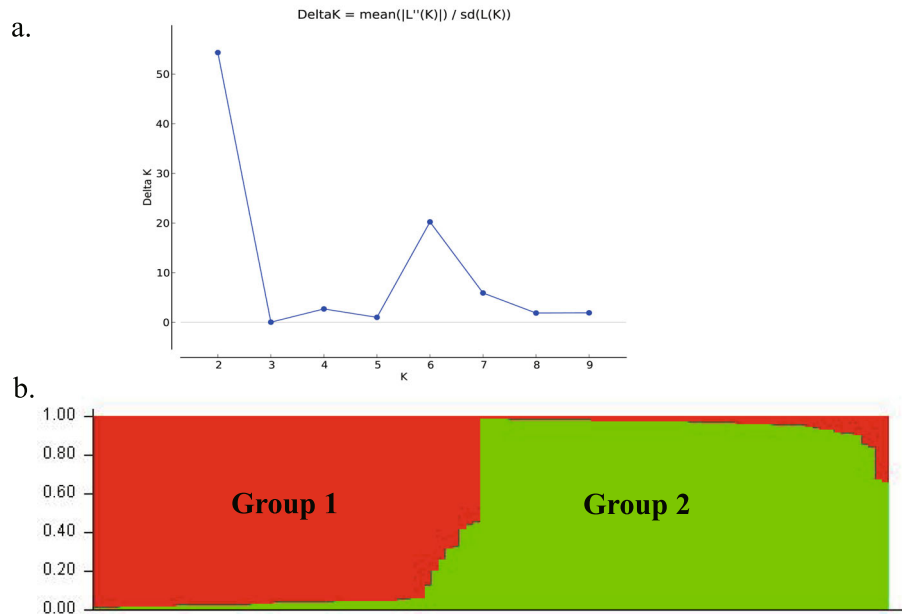 a.
DeltaK = mean(|L''(K)|) / sd(L(K))
50
40
30
20
10
0
Delta K
2 3 4 5 6 7 8 9
K
b.
1.00
0.80
0.60
0.40
0.20
0.00
Group 1 Group 2